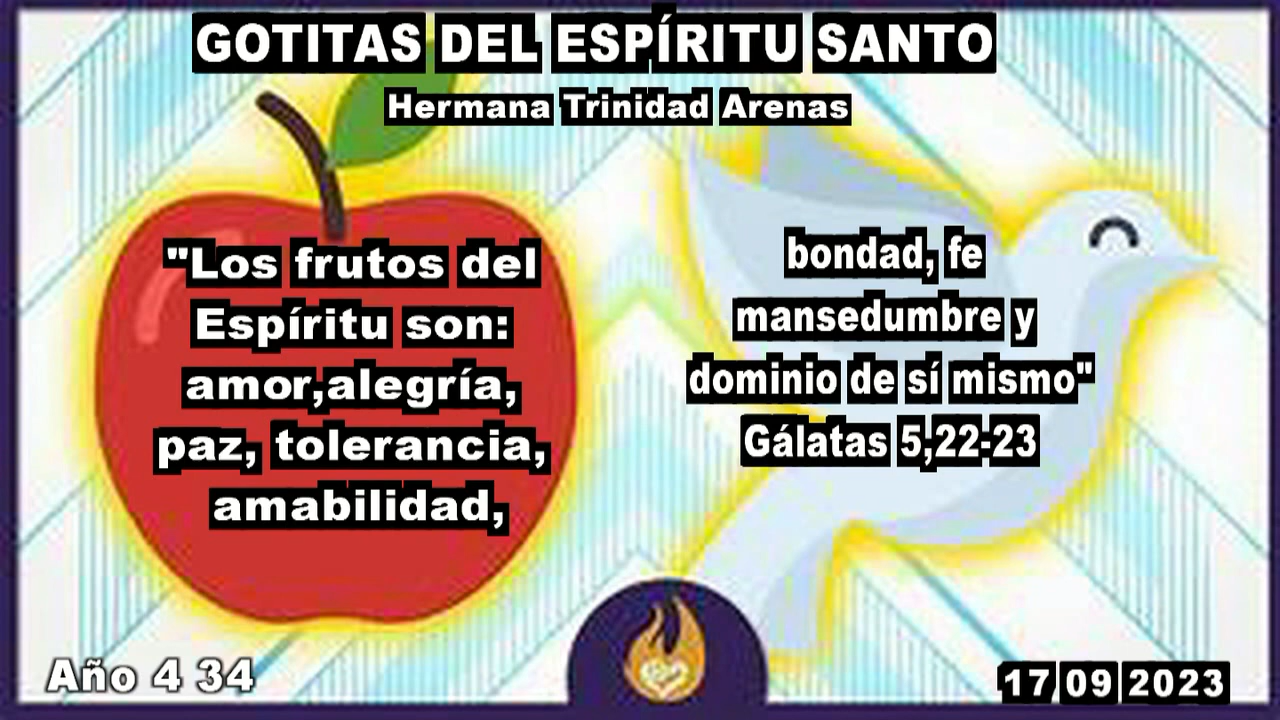 GOTITAS DEL ESPÍRITU SANTO
Hermana Trinidad Arenas
"Los frutos del
Espíritu son:
amor,alegría,
paz, tolerancia,
amabilidad,
bondad, fe
mansedumbre y
dominio de sí mismo"
Gálatas 5,22-23
Año 4 34
17 09 2023